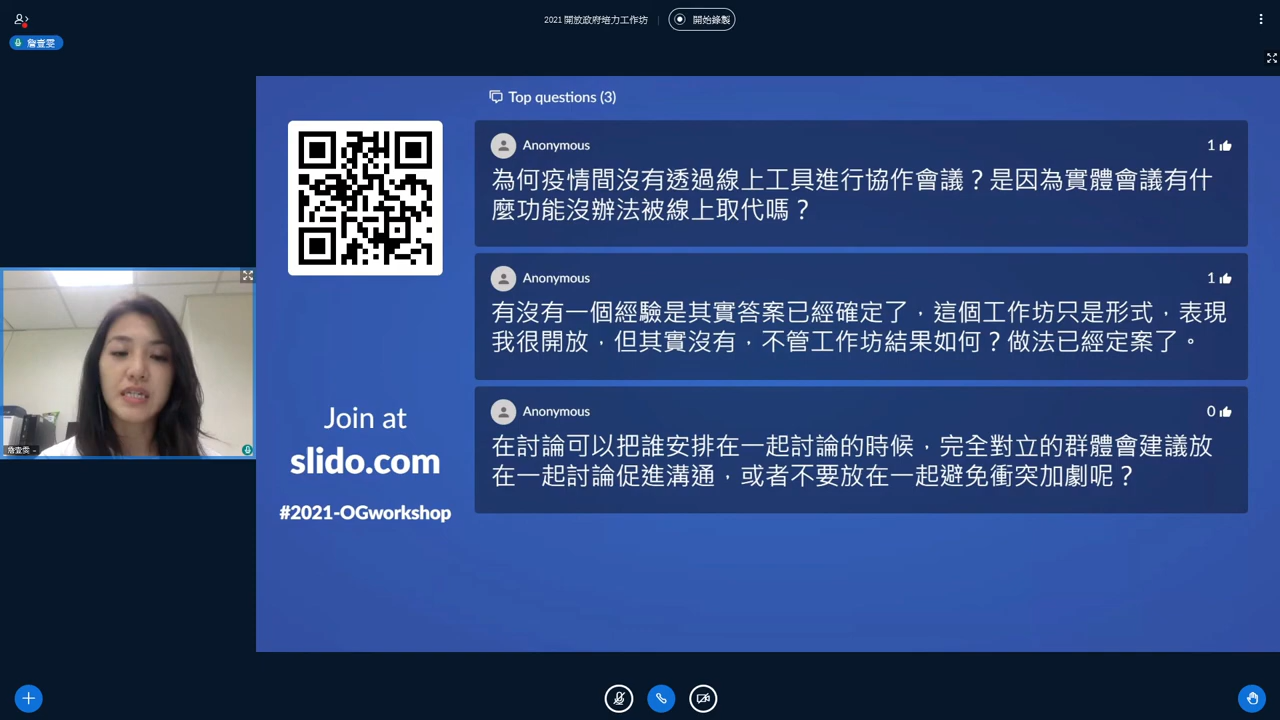 2021 開放政府培力工作坊
開始錄製
詹壹雯
Top questions (3)
Anonymous
1
為何疫情間沒有透過線上工具進行協作會議？是因為實體會議有什
麼功能沒辦法被線上取代嗎？
Anonymous
1
有沒有一個經驗是其實答案已經確定了，這個工作坊只是形式，表現
我很開放，但其實沒有，不管工作坊結果如何？做法已經定案了。
Anonymous
0
在討論可以把誰安排在一起討論的時候，完全對立的群體會建議放
在一起討論促進溝通，或者不要放在一起避免衝突加劇呢？
Join at
slido.com
#2021-OGworkshop
詹壹雯